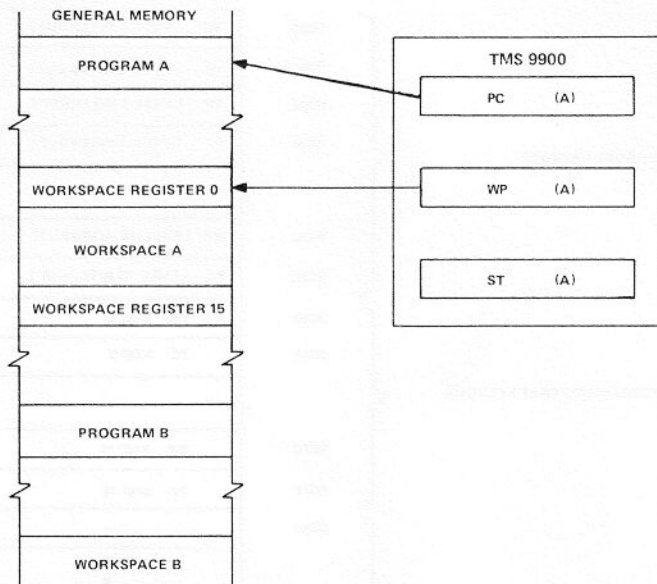 GENERAL MEMORY
PROGRAM A
WORKSPACE REGISTER 0
WORKSPACE A
WORKSPACE REGISTER 15
PROGRAM B
WORKSPACE B
TMS 9900
PC (A)
WP (A)
ST (A)